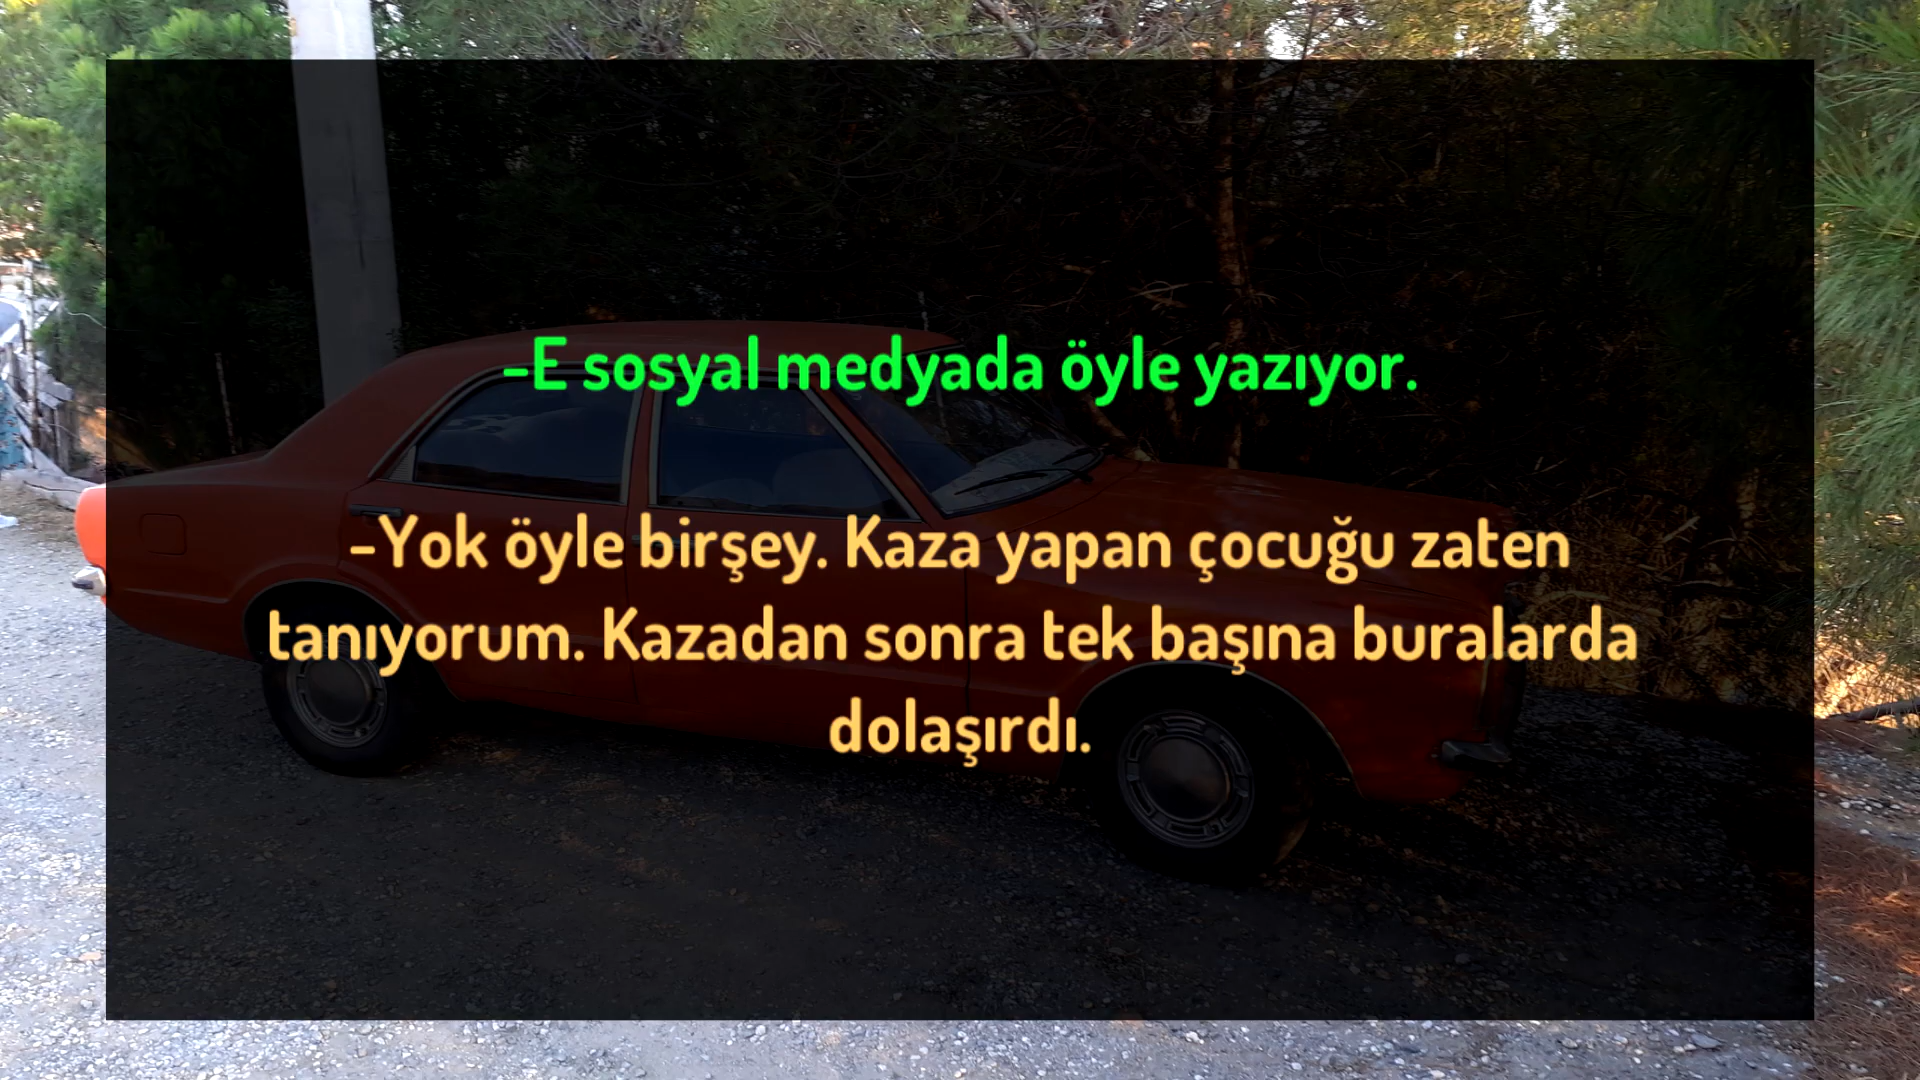 -E sosyal medyada öyle yazıyor.
-Yok öyle birşey. Kaza yapan çocuğu zaten
tanıyorum. Kazadan sonra tek başına buralarda
dolaşırdı.